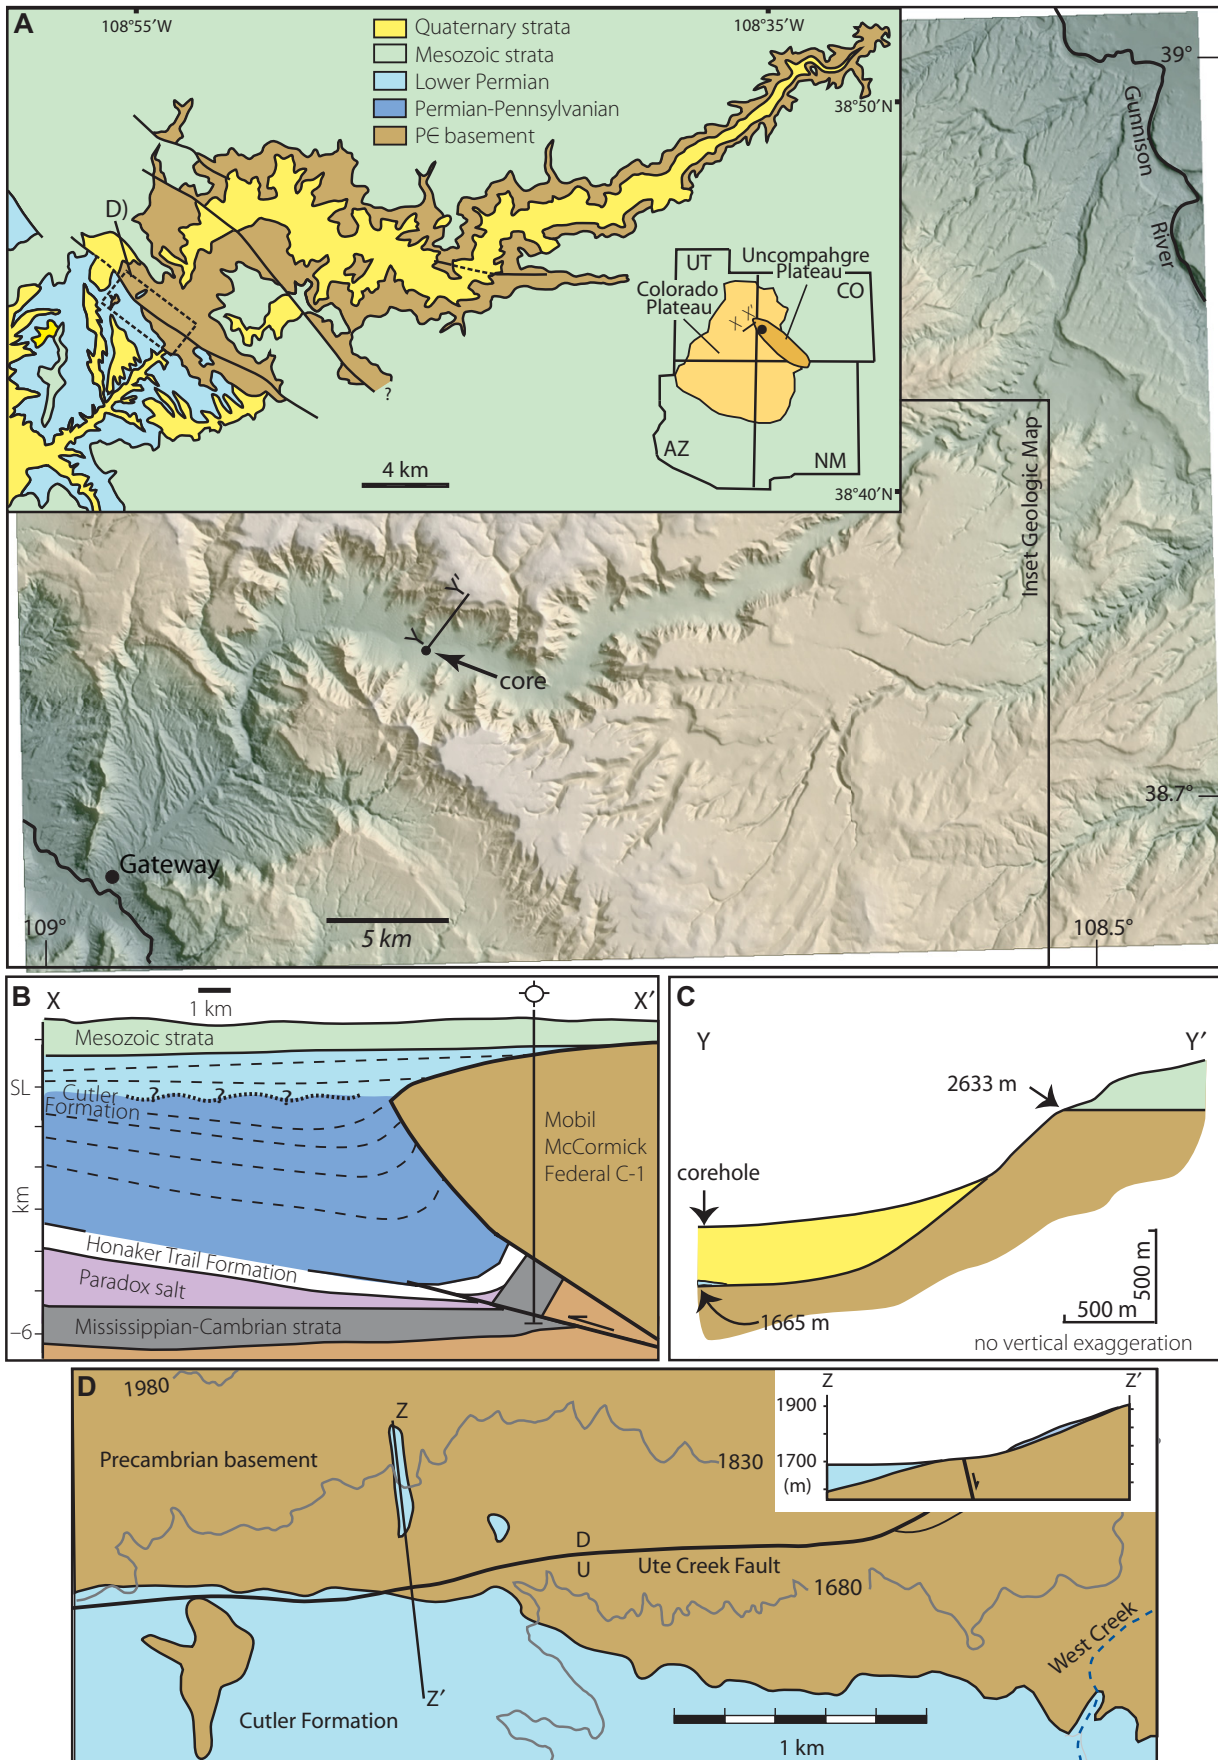 A
108°55′W
108°35′W
Quaternary strata
Mesozoic strata
Lower Permian
Permian-Pennsylvanian
PЄ basement
38°50′N
D)
?
4 km
UT
Uncompahgre
Plateau
CO
Colorado
Plateau
AZ
NM
38°40′N
39°
Gunnison
River
Inset Geologic Map
Y
Y'
core
38.7°
Gateway
109°
5 km
108.5°
B
X
1 km
X′
Mesozoic strata
SL
Cutler
Formation
? ? ?
Mobil
McCormick
Federal C-1
km
Honaker Trail Formation
Paradox salt
Mississippian-Cambrian strata
–6
C
Y
Y′
2633 m
corehole
1665 m
500 m
500 m
no vertical exaggeration
D
1980
Z
Precambrian basement
1830
Z
Z′
1900
1700
(m)
D
U
Ute Creek Fault
1680
West Creek
Z′
Cutler Formation
1 km